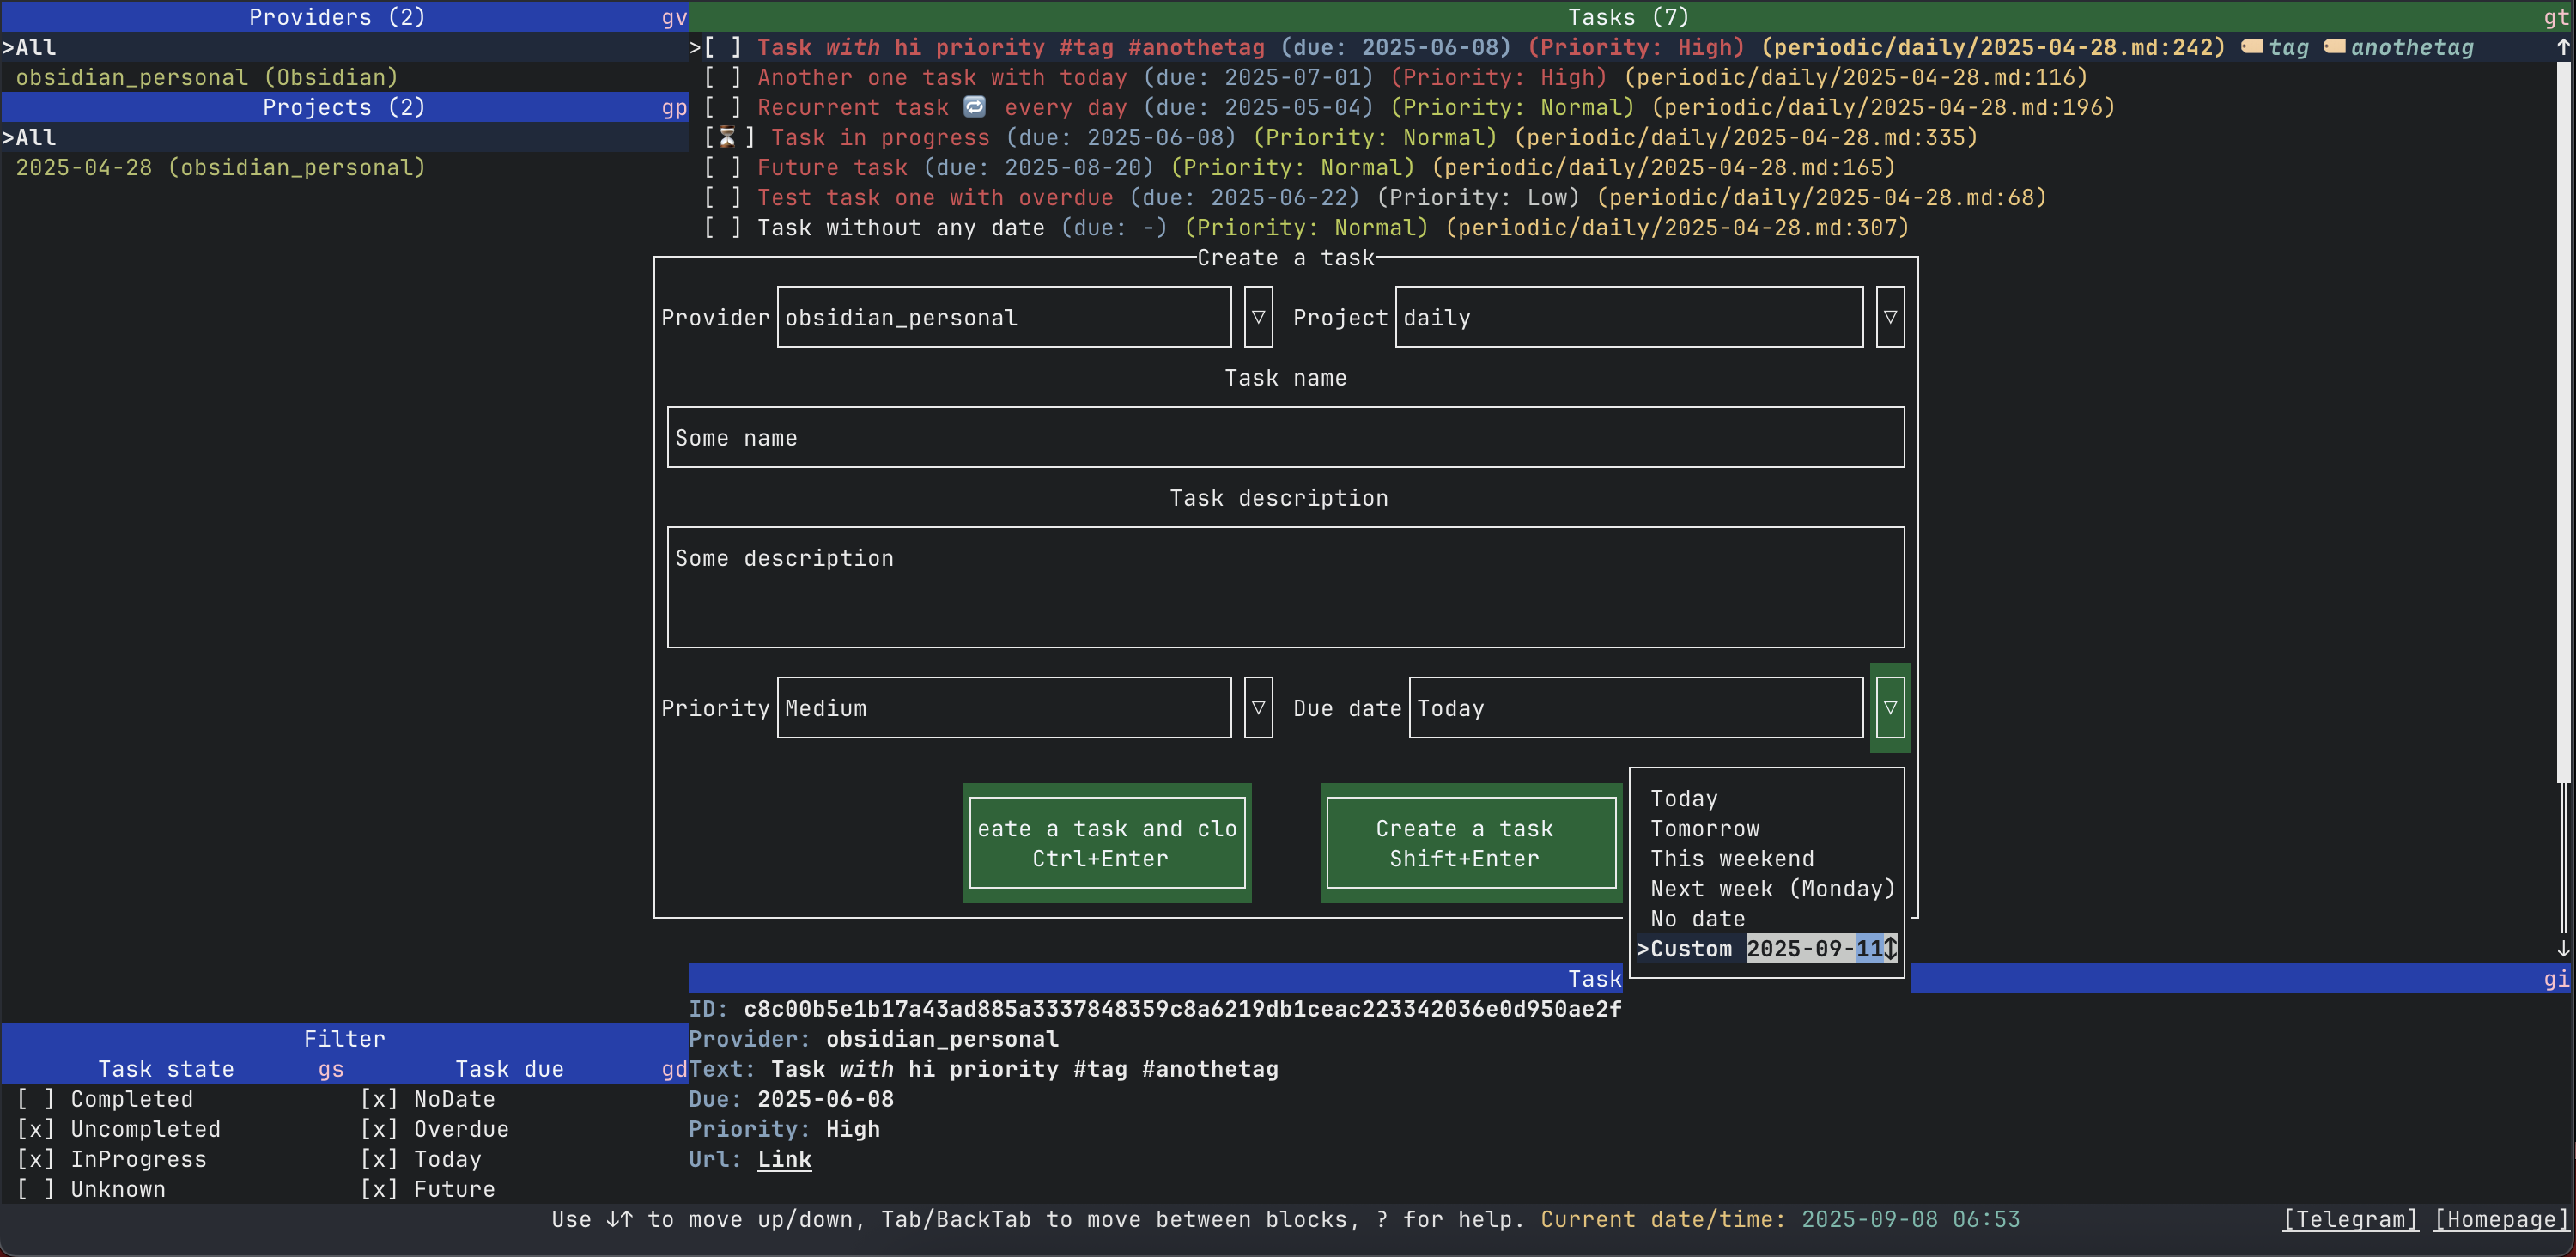 Providers (2) gv
>All
obsidian_personal (Obsidian)
Projects (2) gp
>All
2025-04-28 (obsidian_personal)
Tasks (7) gt
>[ ] Task with hi priority #tag #anothetag (due: 2025-06-08) (Priority: High) (periodic/daily/2025-04-28.md:242) 🏷️tag 🏷️anothetag ↑
[ ] Another one task with today (due: 2025-07-01) (Priority: High) (periodic/daily/2025-04-28.md:116)
[ ] Recurrent task 🔁 every day (due: 2025-05-04) (Priority: Normal) (periodic/daily/2025-04-28.md:196)
[⏳] Task in progress (due: 2025-06-08) (Priority: Normal) (periodic/daily/2025-04-28.md:335)
[ ] Future task (due: 2025-08-20) (Priority: Normal) (periodic/daily/2025-04-28.md:165)
[ ] Test task one with overdue (due: 2025-06-22) (Priority: Low) (periodic/daily/2025-04-28.md:68)
[ ] Task without any date (due: -) (Priority: Normal) (periodic/daily/2025-04-28.md:307)
Create a task
Provider obsidian_personal ▽ Project daily ▽
Task name
Some name
Task description
Some description
Priority Medium ▽ Due date Today ▽
eate a task and clo
Ctrl+Enter
Create a task
Shift+Enter
Today
Tomorrow
This weekend
Next week (Monday)
No date
>Custom 2025-09-11↕
↓
Task gi
ID: c8c00b5e1b17a43ad885a3337848359c8a6219db1ceac223342036e0d950ae2f
Provider: obsidian_personal
Text: Task with hi priority #tag #anothetag
Due: 2025-06-08
Priority: High
Url: Link
Filter
Task state gs Task due gd
[ ] Completed [x] NoDate
[x] Uncompleted [x] Overdue
[x] InProgress [x] Today
[ ] Unknown [x] Future
Use ↓↑ to move up/down, Tab/BackTab to move between blocks, ? for help. Current date/time: 2025-09-08 06:53 [Telegram] [Homepage]